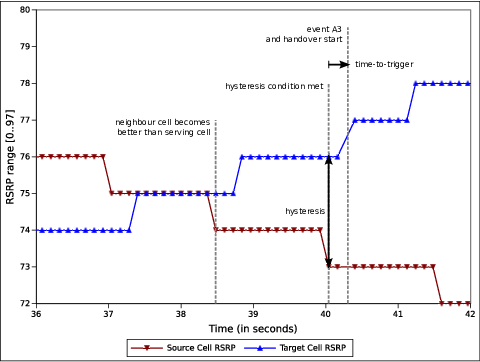 80
79
78
77
76
75
74
73
72
RSRP range [0..97]
event A3
and handover start
time-to-trigger
hysteresis condition met
neighbour cell becomes
better than serving cell
hysteresis
36 37 38 39 40 41 42
Time (in seconds)
Source Cell RSRP Target Cell RSRP